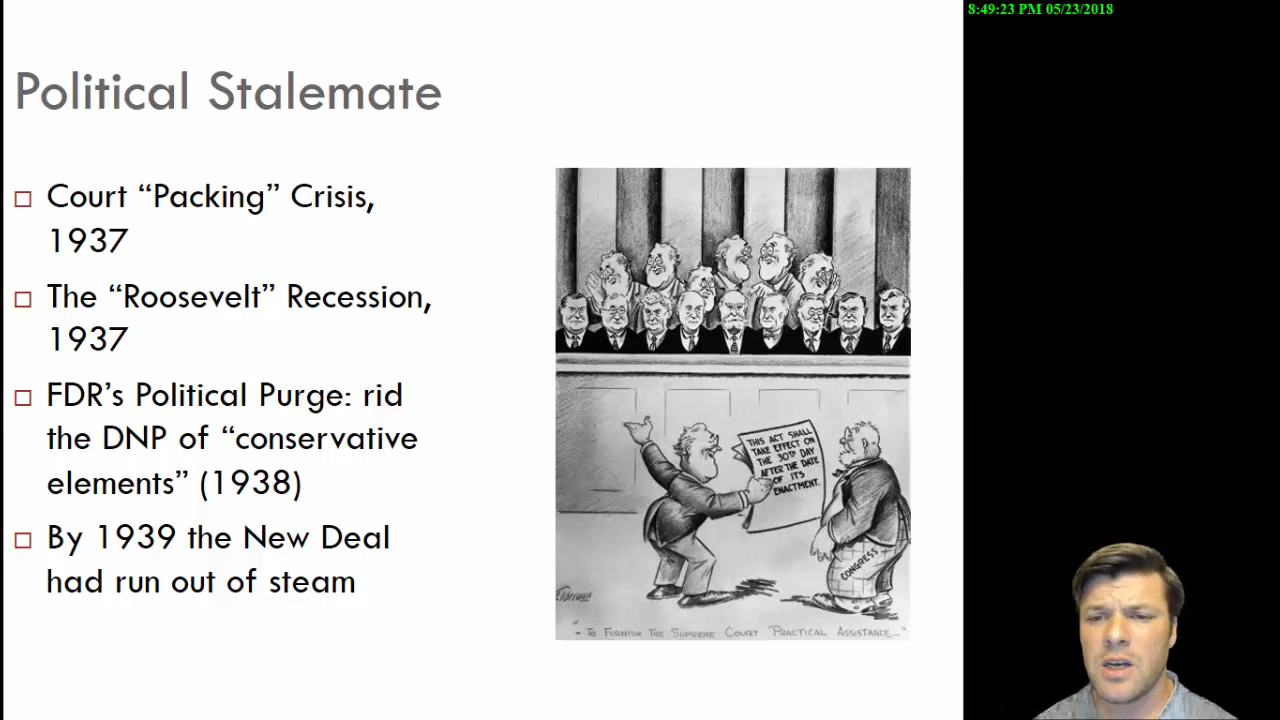 8:49:23 PM 05/23/2018
Political Stalemate
Court “Packing” Crisis,
1937
The “Roosevelt” Recession,
1937
FDR’s Political Purge: rid
the DNP of “conservative
elements” (1938)
By 1939 the New Deal
had run out of steam
THIS ACT SHALL
TAKE EFFECT ON
THE 30TH DAY
AFTER THE DATE
OF ITS
ENACTMENT.
CONGRESS
"- TO FURNISH THE SUPREME COURT PRACTICAL ASSISTANCE -"